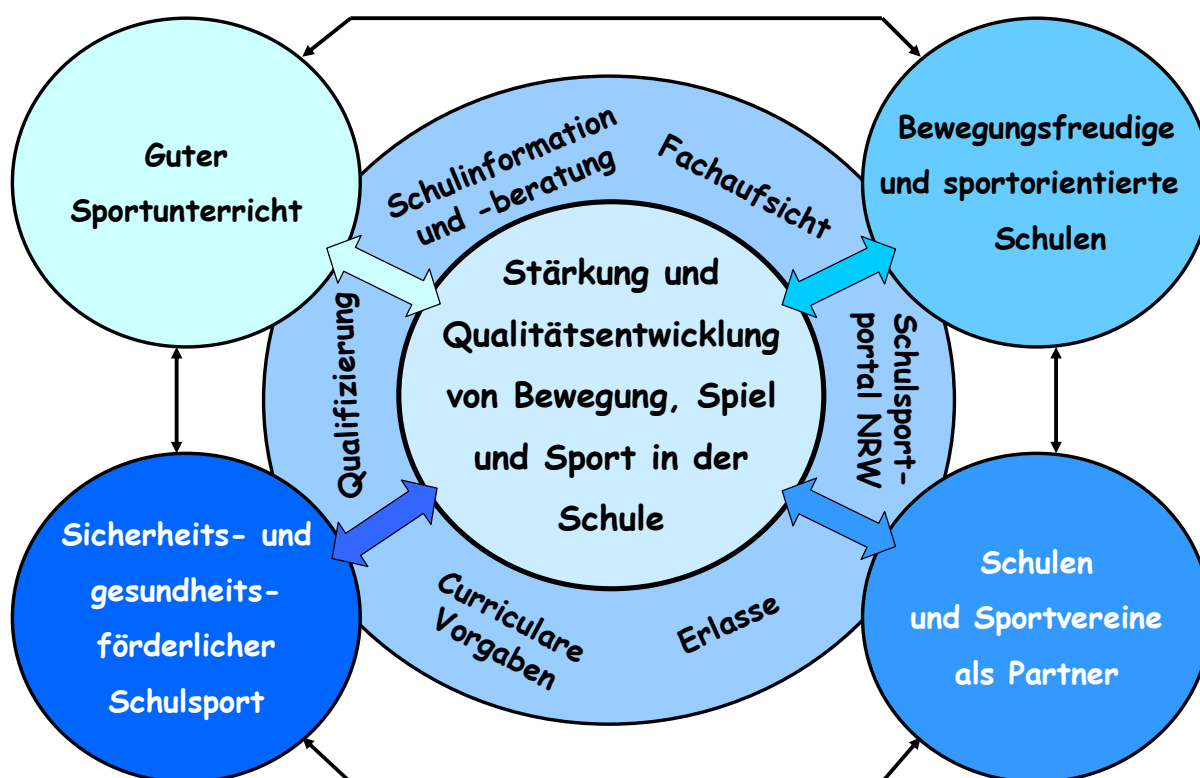 Guter
Sportunterricht
Schulinformation
und -beratung
Fachaufsicht
Bewegungsfreudige
und sportorientierte
Schulen
Qualifizierung
Stärkung und
Qualitätsentwicklung
von Bewegung, Spiel
und Sport in der
Schule
Schulsport-
portal NRW
Sicherheits- und
gesundheits-
förderlicher
Schulsport
Curriculare
Vorgaben
Erlasse
Schulen
und Sportvereine
als Partner